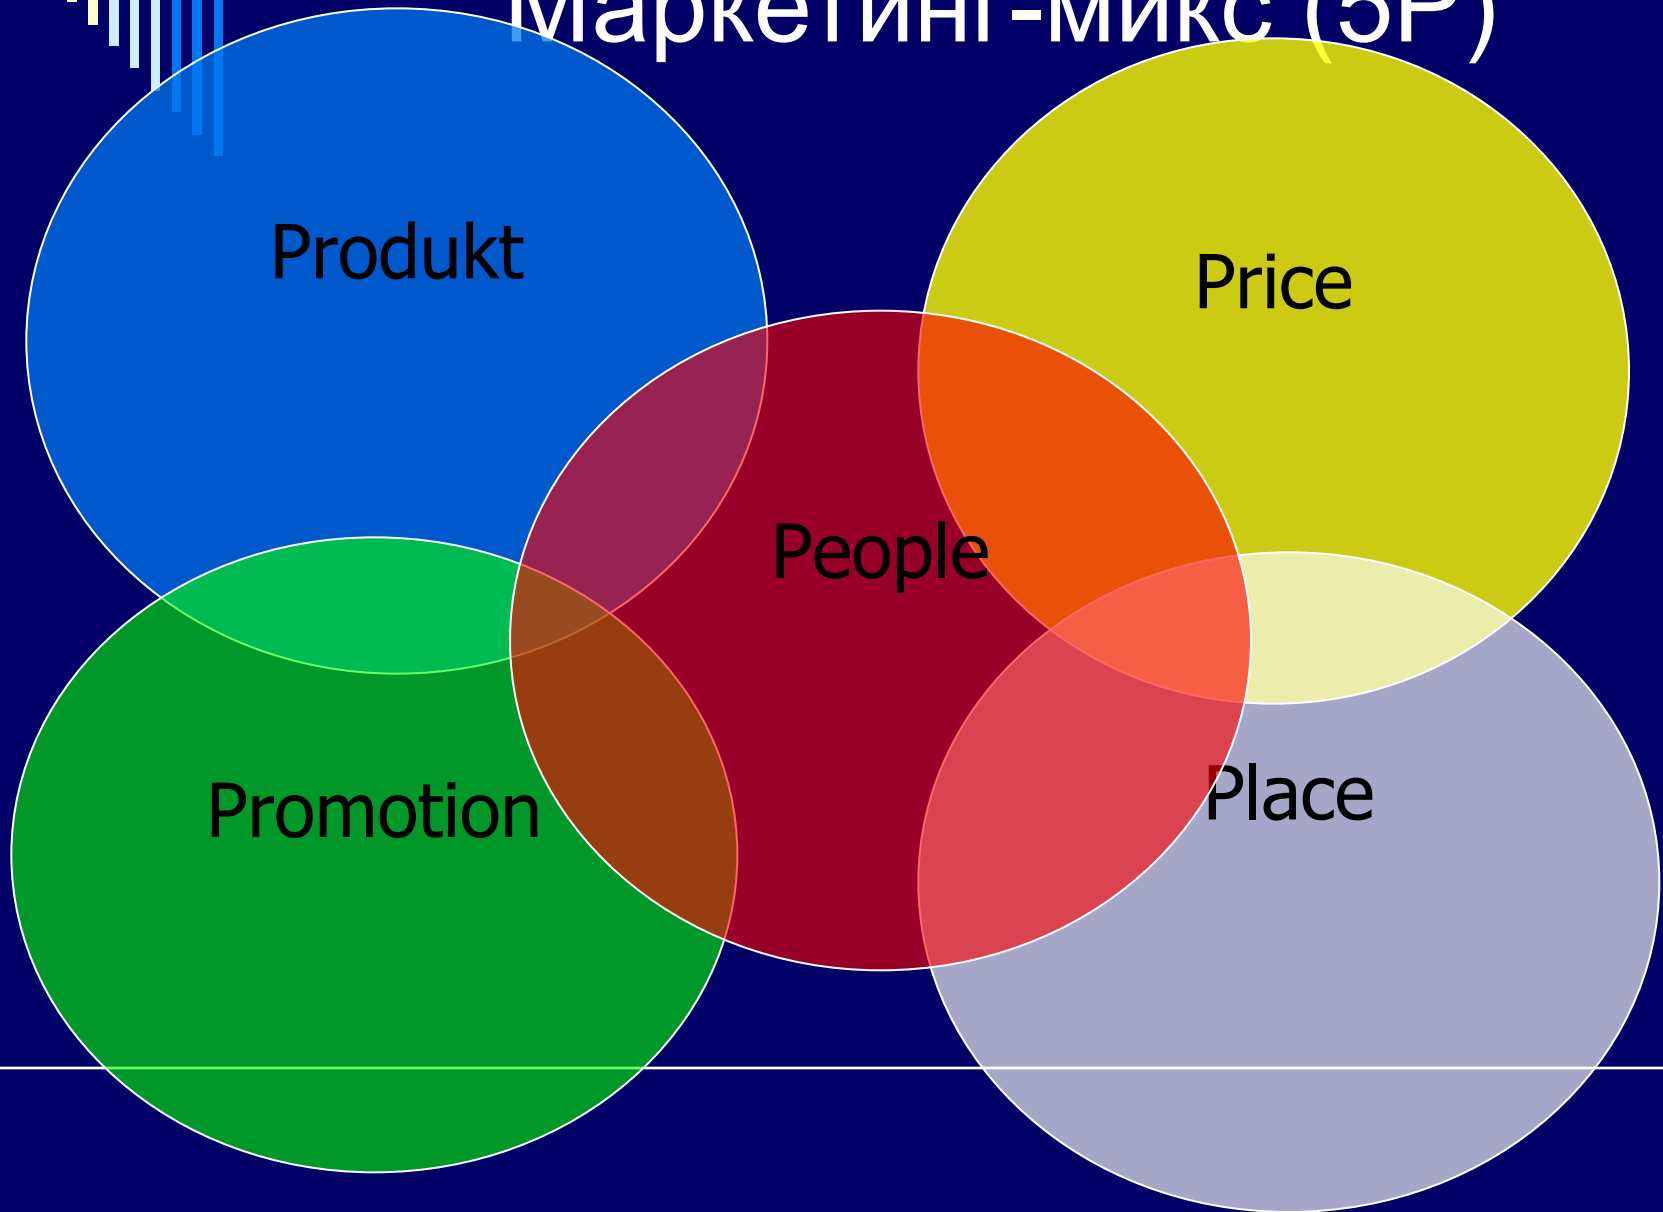 Маркетинг-микс (5P)
Produkt
Price
People
Promotion
Place